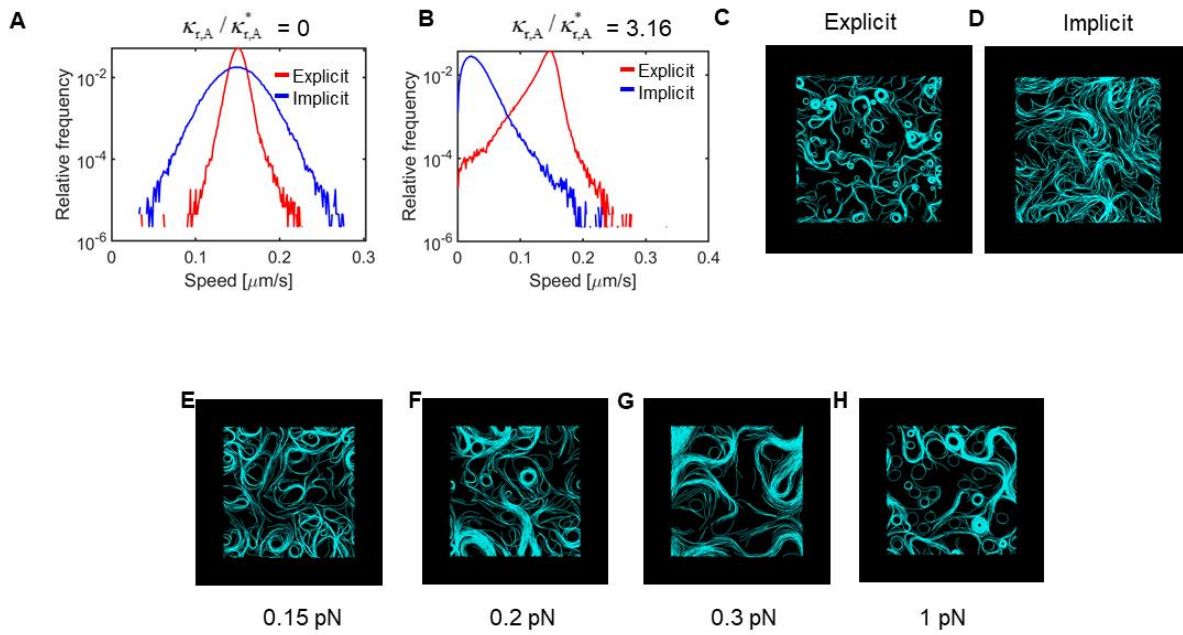 A
κ_{r,A} / κ*_{r,A} = 0
10^{-2}
10^{-4}
10^{-6}
0
0.1
0.2
0.3
Relative frequency
Speed [μm/s]
Explicit
Implicit
B
κ_{r,A} / κ*_{r,A} = 3.16
10^{-2}
10^{-4}
10^{-6}
0
0.1
0.2
0.3
0.4
Relative frequency
Speed [μm/s]
Explicit
Implicit
C
Explicit
D
Implicit
E
0.15 pN
F
0.2 pN
G
0.3 pN
H
1 pN